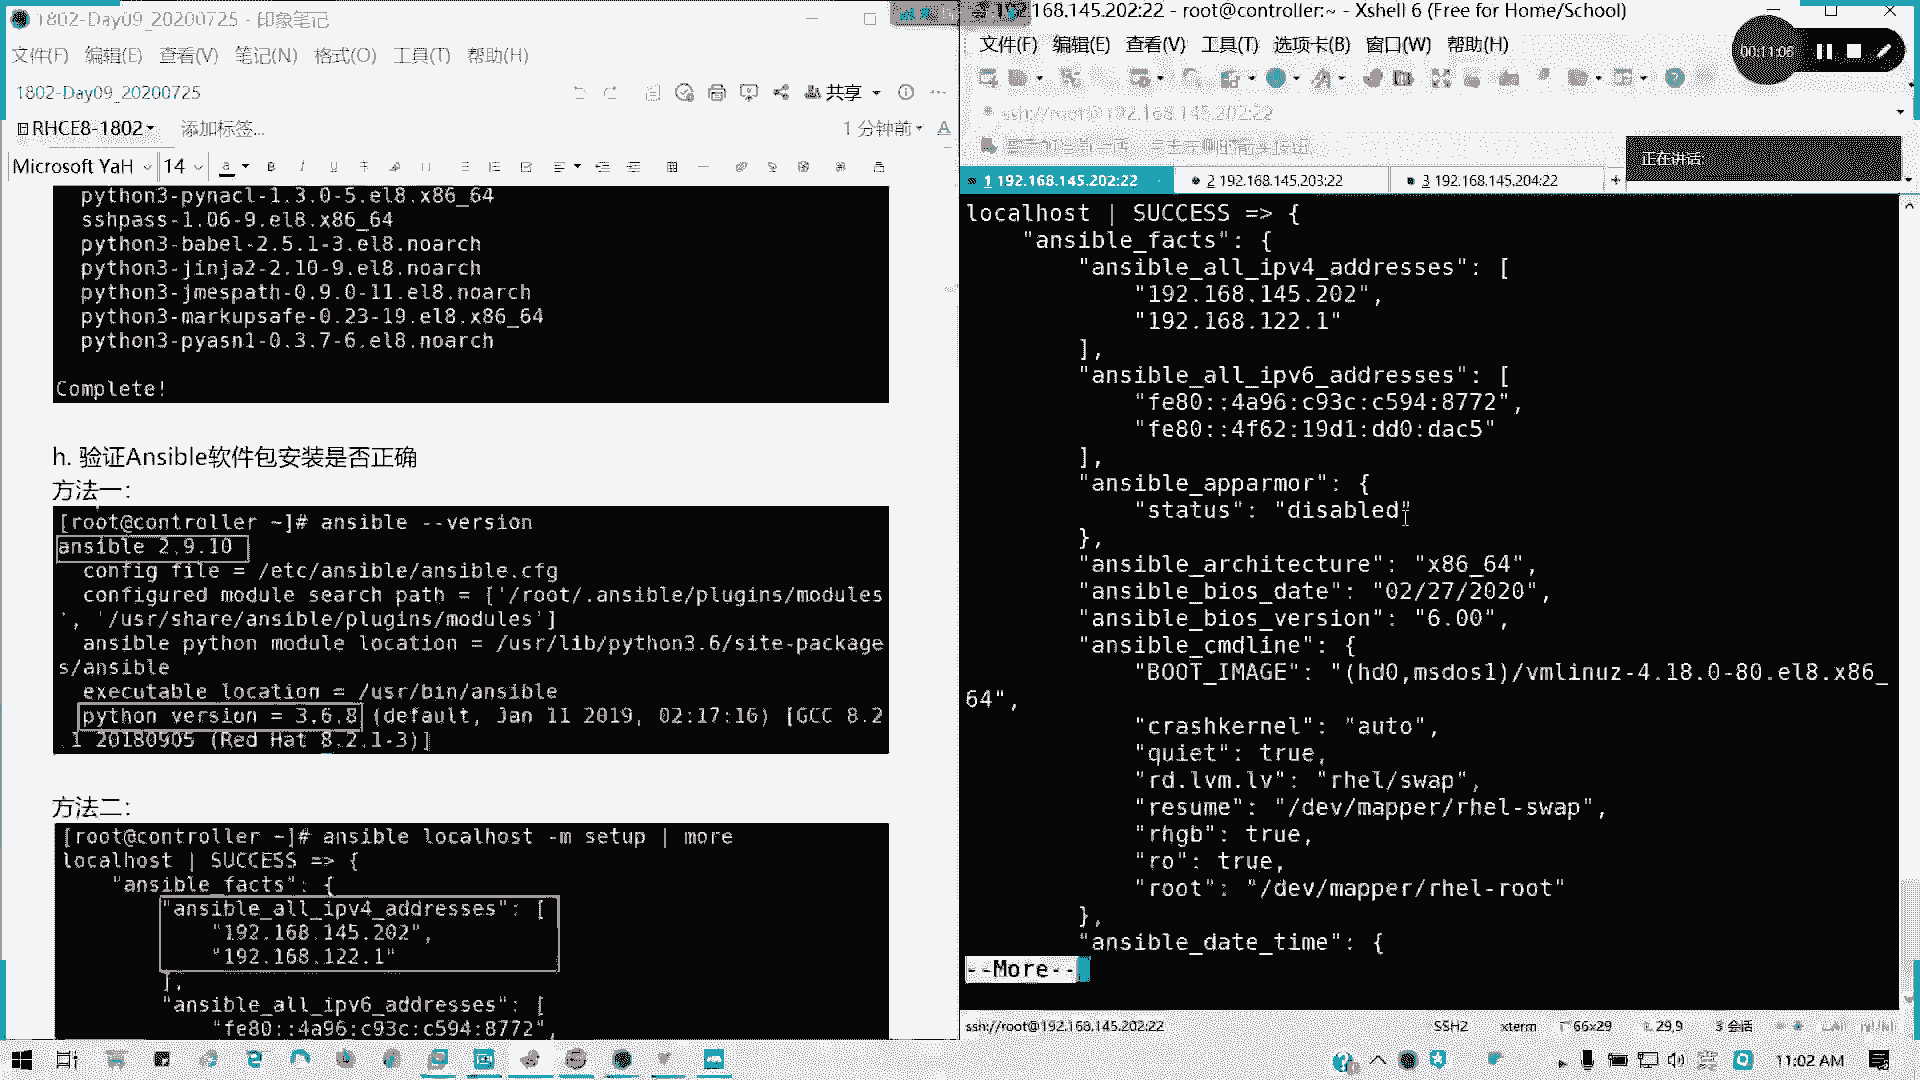 1802-Day09_20200725 - 印象笔记
文件(F) 编辑(E) 查看(V) 笔记(N) 格式(O) 工具(T) 帮助(H)
1802-Day09_20200725
共享
RHCE8-1802
添加标签...
1 分钟前
Microsoft YaH
14
python3-pynacl-1.3.0-5.el8.x86_64
sshpass-1.06-9.el8.x86_64
python3-babel-2.5.1-3.el8.noarch
python3-jinja2-2.10-9.el8.noarch
python3-jmespath-0.9.0-11.el8.noarch
python3-markupsafe-0.23-19.el8.x86_64
python3-pyasn1-0.3.7-6.el8.noarch
Complete!
h. 验证Ansible软件包安装是否正确
方法一:
[root@controller ~]# ansible --version
ansible 2.9.10
config file = /etc/ansible/ansible.cfg
configured module search path = ['/root/.ansible/plugins/modules
', '/usr/share/ansible/plugins/modules']
ansible python module location = /usr/lib/python3.6/site-package
s/ansible
executable location = /usr/bin/ansible
python version = 3.6.8 (default, Jan 11 2019, 02:17:16) [GCC 8.2
.1 20180905 (Red Hat 8.2.1-3)]
方法二:
[root@controller ~]# ansible localhost -m setup | more
localhost | SUCCESS => {
"ansible_facts": {
"ansible_all_ipv4_addresses": [
"192.168.145.202",
"192.168.122.1"
],
"ansible_all_ipv6_addresses": [
"fe80::4a96:c93c:c594:8772",
192.168.145.202:22 - root@controller:~ - Xshell 6 (Free for Home/School)
文件(F) 编辑(E) 查看(V) 工具(T) 选项卡(B) 窗口(W) 帮助(H)
00:11:06
ssh://root@192.168.145.202:22
正在讲话:
1 192.168.145.202:22
2 192.168.145.203:22
3 192.168.145.204:22
localhost | SUCCESS => {
"ansible_facts": {
"ansible_all_ipv4_addresses": [
"192.168.145.202",
"192.168.122.1"
],
"ansible_all_ipv6_addresses": [
"fe80::4a96:c93c:c594:8772",
"fe80::4f62:19d1:dd0:dac5"
],
"ansible_apparmor": {
"status": "disabled"
},
"ansible_architecture": "x86_64",
"ansible_bios_date": "02/27/2020",
"ansible_bios_version": "6.00",
"ansible_cmdline": {
"BOOT_IMAGE": "(hd0,msdos1)/vmlinuz-4.18.0-80.el8.x86_
64",
"crashkernel": "auto",
"quiet": true,
"rd.lvm.lv": "rhel/swap",
"resume": "/dev/mapper/rhel-swap",
"rhgb": true,
"ro": true,
"root": "/dev/mapper/rhel-root"
},
"ansible_date_time": {
--More--
ssh://root@192.168.145.202:22
SSH2
xterm
66x29
29,9
3 会话
11:02 AM